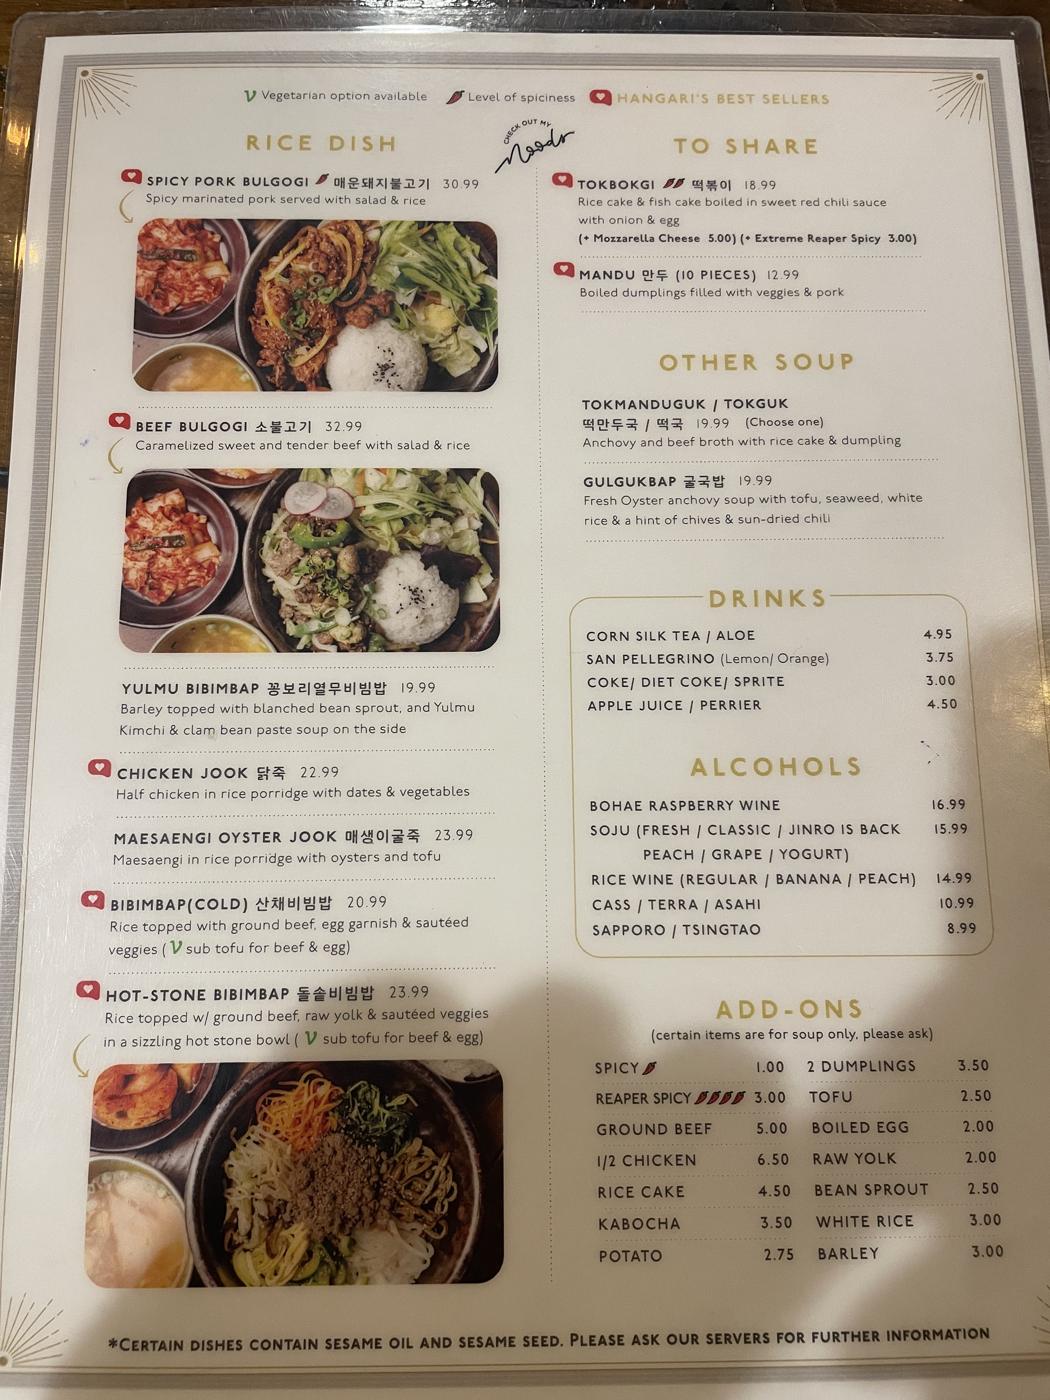 V Vegetarian option available
Level of spiciness
HANGARI'S BEST SELLERS
CHECK OUT MY
Noods
RICE DISH
SPICY PORK BULGOGI 매운돼지불고기 30.99
Spicy marinated pork served with salad & rice
BEEF BULGOGI 소불고기 32.99
Caramelized sweet and tender beef with salad & rice
YULMU BIBIMBAP 꽁보리열무비빔밥 19.99
Barley topped with blanched bean sprout, and Yulmu
Kimchi & clam bean paste soup on the side
CHICKEN JOOK 닭죽 22.99
Half chicken in rice porridge with dates & vegetables
MAESAENGI OYSTER JOOK 매생이굴죽 23.99
Maesaengi in rice porridge with oysters and tofu
BIBIMBAP(COLD) 산채비빔밥 20.99
Rice topped with ground beef, egg garnish & sautéed
veggies ( V sub tofu for beef & egg)
HOT-STONE BIBIMBAP 돌솥비빔밥 23.99
Rice topped w/ ground beef, raw yolk & sautéed veggies
in a sizzling hot stone bowl ( V sub tofu for beef & egg)
TO SHARE
TOKBOKGI 떡볶이 18.99
Rice cake & fish cake boiled in sweet red chili sauce
with onion & egg
(+ Mozzarella Cheese 5.00) (+ Extreme Reaper Spicy 3.00)
MANDU 만두 (10 PIECES) 12.99
Boiled dumplings filled with veggies & pork
OTHER SOUP
TOKMANDUGUK / TOKGUK
떡만두국 / 떡국 19.99 (Choose one)
Anchovy and beef broth with rice cake & dumpling
GULGUKBAP 굴국밥 19.99
Fresh Oyster anchovy soup with tofu, seaweed, white
rice & a hint of chives & sun-dried chili
DRINKS
CORN SILK TEA / ALOE 4.95
SAN PELLEGRINO (Lemon/ Orange) 3.75
COKE/ DIET COKE/ SPRITE 3.00
APPLE JUICE / PERRIER 4.50
ALCOHOLS
BOHAE RASPBERRY WINE 16.99
SOJU (FRESH / CLASSIC / JINRO IS BACK 15.99
PEACH / GRAPE / YOGURT)
RICE WINE (REGULAR / BANANA / PEACH) 14.99
CASS / TERRA / ASAHI 10.99
SAPPORO / TSINGTAO 8.99
ADD-ONS
(certain items are for soup only, please ask)
SPICY 1.00 2 DUMPLINGS 3.50
REAPER SPICY 3.00 TOFU 2.50
GROUND BEEF 5.00 BOILED EGG 2.00
1/2 CHICKEN 6.50 RAW YOLK 2.00
RICE CAKE 4.50 BEAN SPROUT 2.50
KABOCHA 3.50 WHITE RICE 3.00
POTATO 2.75 BARLEY 3.00
*CERTAIN DISHES CONTAIN SESAME OIL AND SESAME SEED. PLEASE ASK OUR SERVERS FOR FURTHER INFORMATION